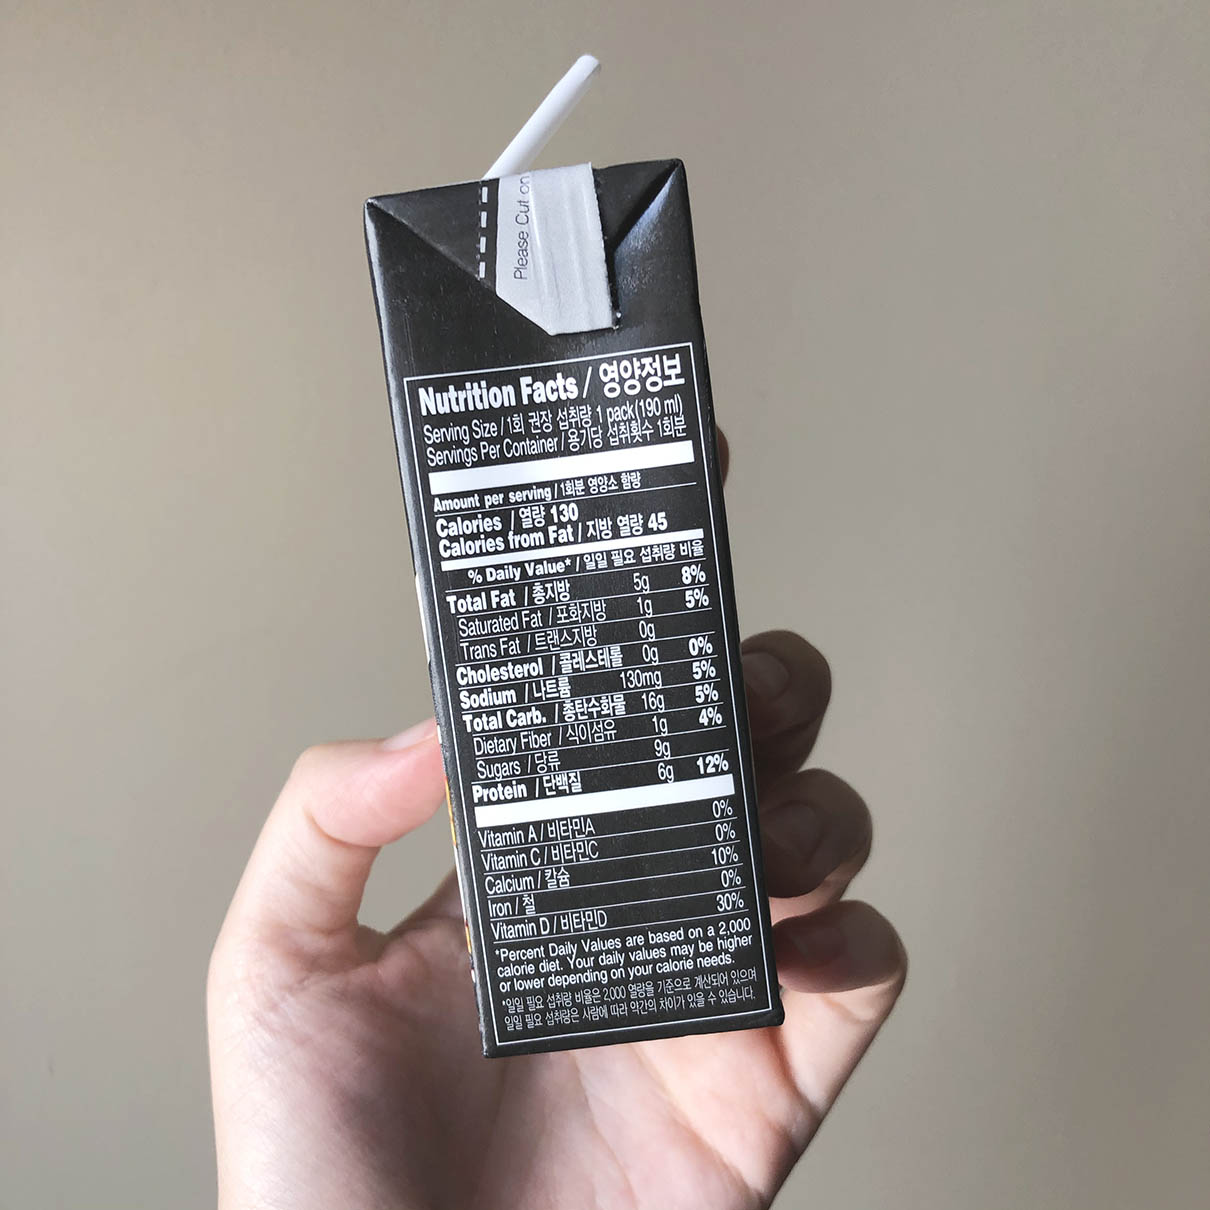 Please Cut on
Nutrition Facts / 영양정보
Serving Size / 1회 권장 섭취량 1 pack(190 ml)
Servings Per Container / 용기당 섭취횟수 1회분
Amount per serving / 1회분 영양소 함량
Calories / 열량 130
Calories from Fat / 지방 열량 45
% Daily Value* / 일일 필요 섭취량 비율
Total Fat / 총지방 5g 8%
Saturated Fat / 포화지방 1g 5%
Trans Fat / 트랜스지방 0g
Cholesterol / 콜레스테롤 0g 0%
Sodium / 나트륨 130mg 5%
Total Carb. / 총탄수화물 16g 5%
Dietary Fiber / 식이섬유 1g 4%
Sugars / 당류 9g
Protein / 단백질 6g 12%
Vitamin A / 비타민A 0%
Vitamin C / 비타민C 0%
Calcium / 칼슘 10%
Iron / 철 0%
Vitamin D / 비타민D 30%
*Percent Daily Values are based on a 2,000
calorie diet. Your daily values may be higher
or lower depending on your calorie needs.
*일일 필요 섭취량 비율은 2,000 열량을 기준으로 계산되어 있으며
일일 필요 섭취량은 사람에 따라 약간의 차이가 있을 수 있습니다.